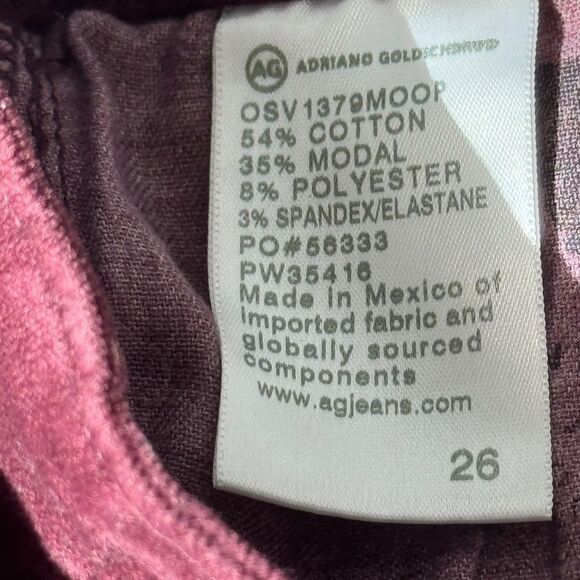 AG ADRIANO GOLDSCHMIED
OSV1379MOOP
54% COTTON
35% MODAL
8% POLYESTER
3% SPANDEX/ELASTANE
PO#56333
PW35416
Made in Mexico of
imported fabric and
globally sourced
components
www.agjeans.com
26